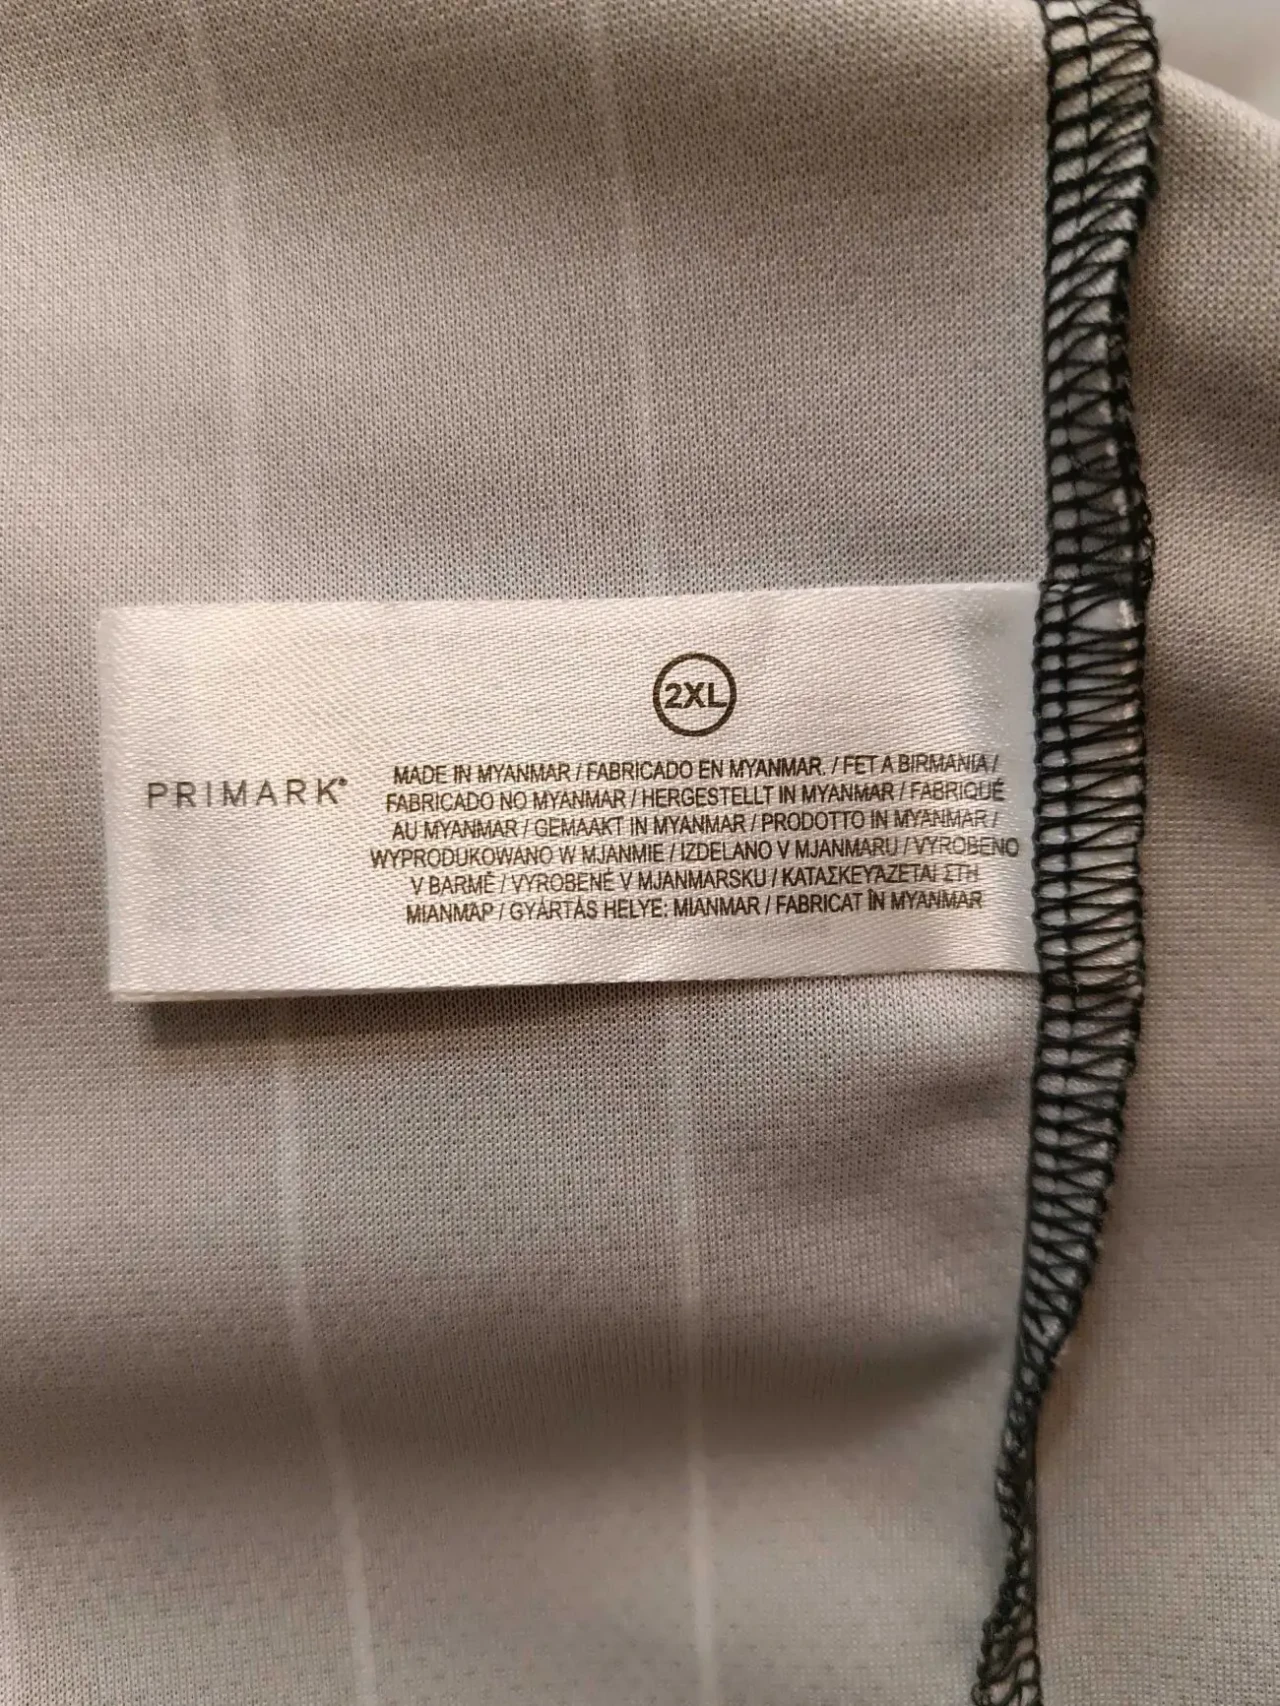 2XL
PRIMARK®
MADE IN MYANMAR / FABRICADO EN MYANMAR. / FET A BIRMANIA /
FABRICADO NO MYANMAR / HERGESTELLT IN MYANMAR / FABRIQUÉ
AU MYANMAR / GEMAAKT IN MYANMAR / PRODOTTO IN MYANMAR /
WYPRODUKOWANO W MJANMIE / IZDELANO V MJANMARU / VYROBENO
V BARMĚ / VYROBENÉ V MJANMARSKU / ΚΑΤΑΣΚΕΥΆΖΕΤΑΙ ΣΤΗ
ΜΙΑΝΜΆΡ / GYÁRTÁS HELYE: MIANMAR / FABRICAT ÎN MYANMAR